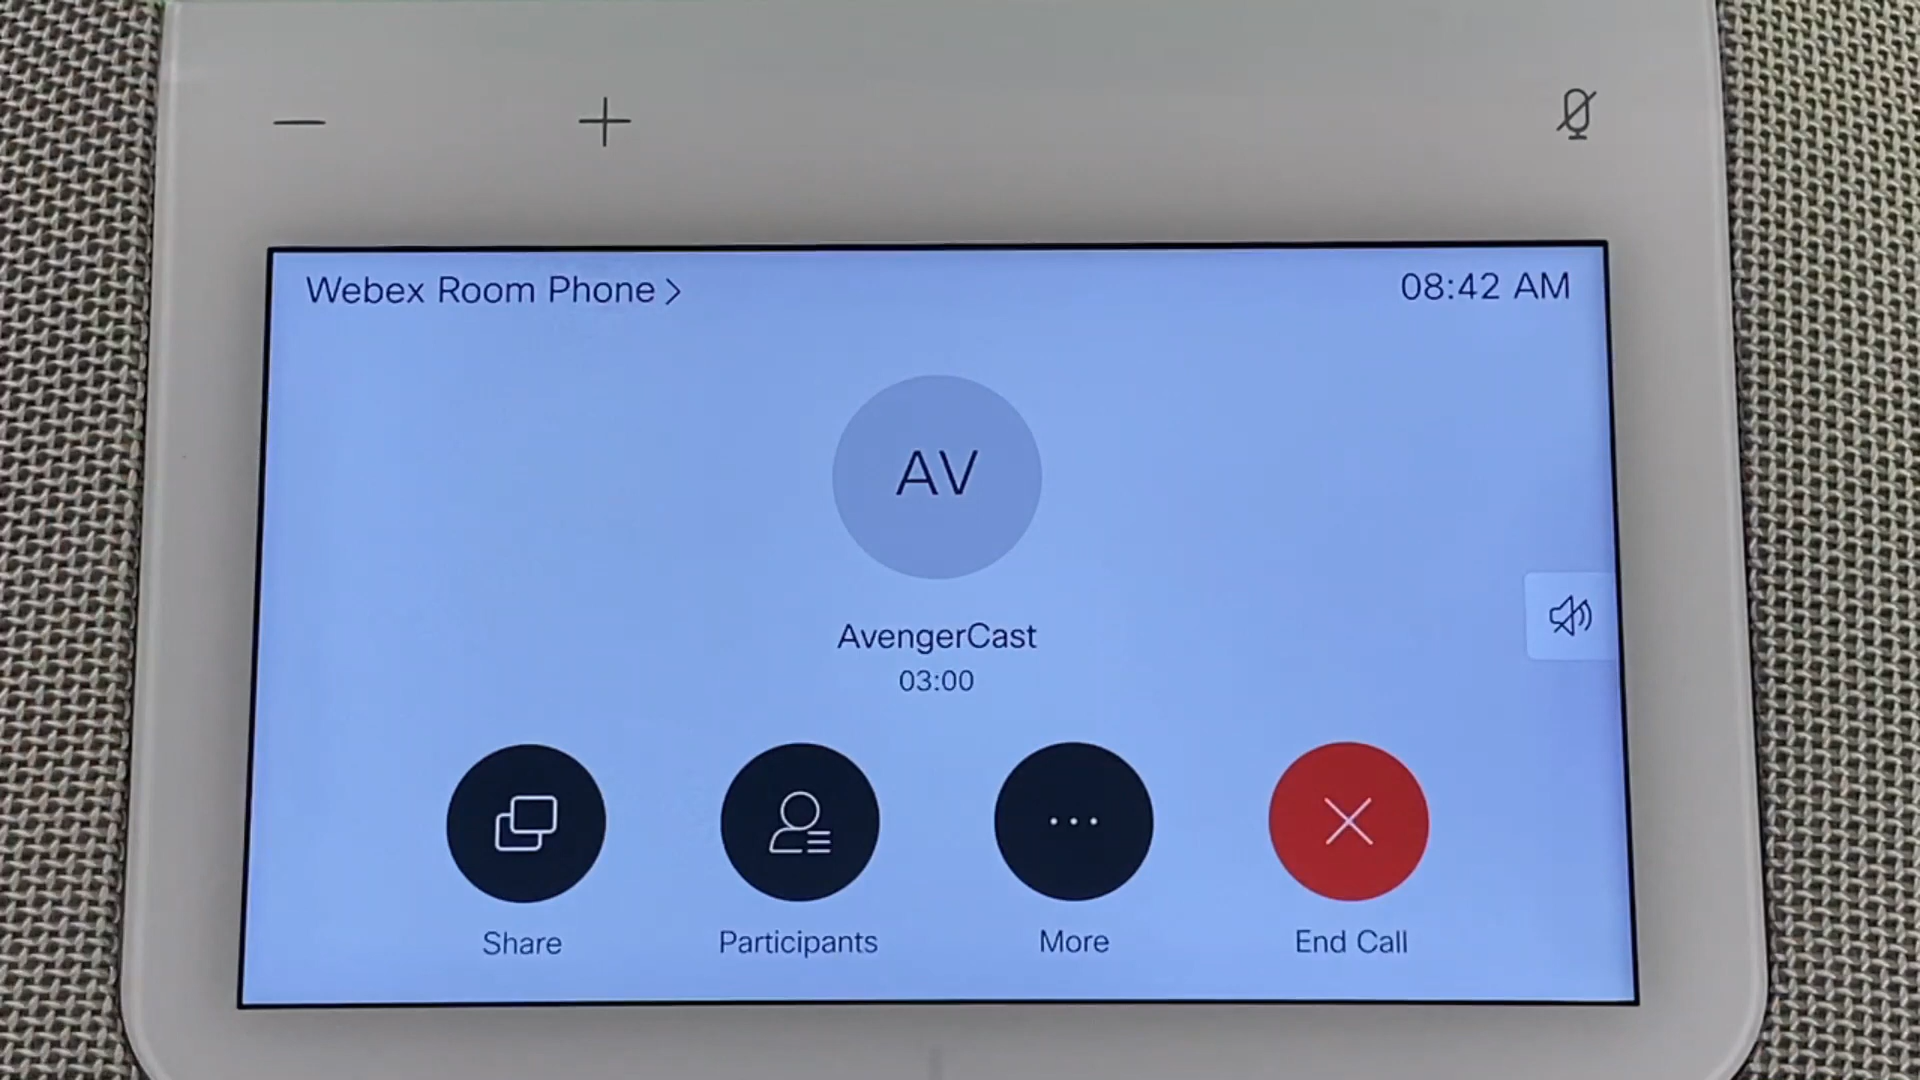 Webex Room Phone >
08:42 AM
AV
AvengerCast
03:00
Share
Participants
More
End Call